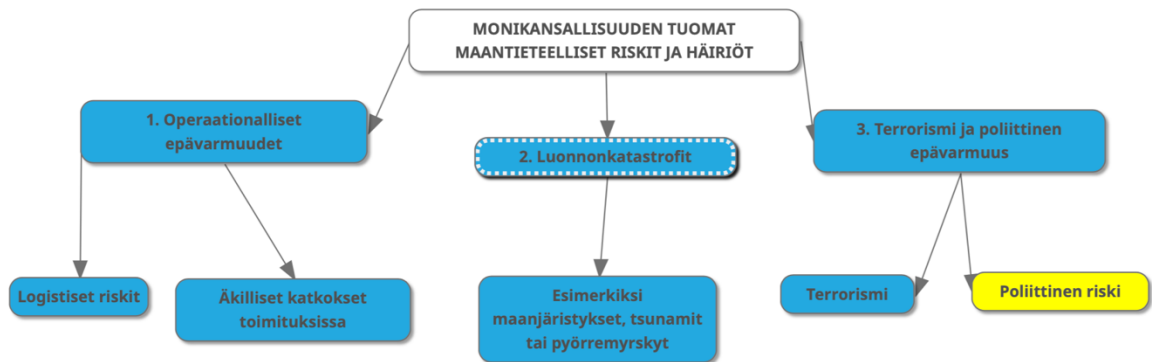 MONIKANSALLISUUDEN TUOMAT
MAANTIETEELLISET RISKIT JA HÄIRIÖT
1. Operaationalliset
epävarmuudet
2. Luonnonkatastrofit
3. Terrorismi ja poliittinen
epävarmuus
Logistiset riskit
Äkilliset katkokset
toimituksissa
Esimerkiksi
maanjäristykset, tsunamit
tai pyörremyrskyt
Terrorismi
Poliittinen riski